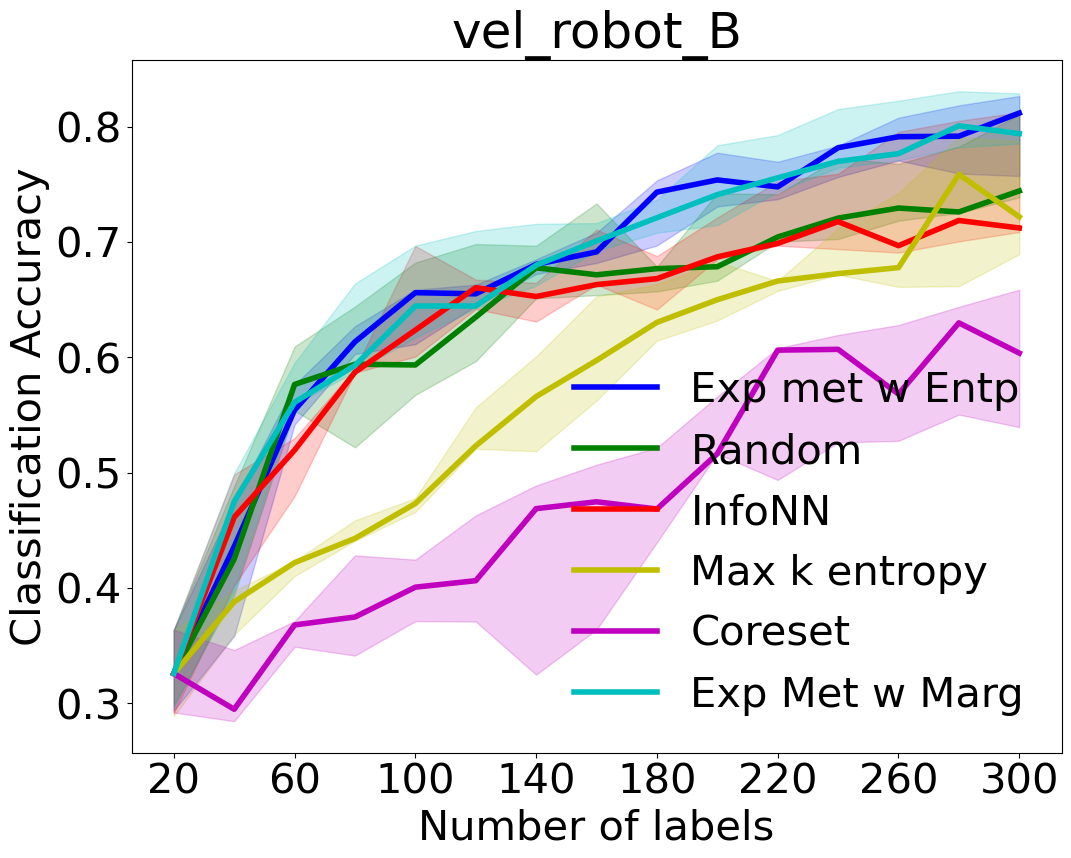 vel_robot_B
Classification Accuracy
0.8
0.7
0.6
0.5
0.4
0.3
Exp met w Entp
Random
InfoNN
Max k entropy
Coreset
Exp Met w Marg
20 60 100 140 180 220 260 300
Number of labels